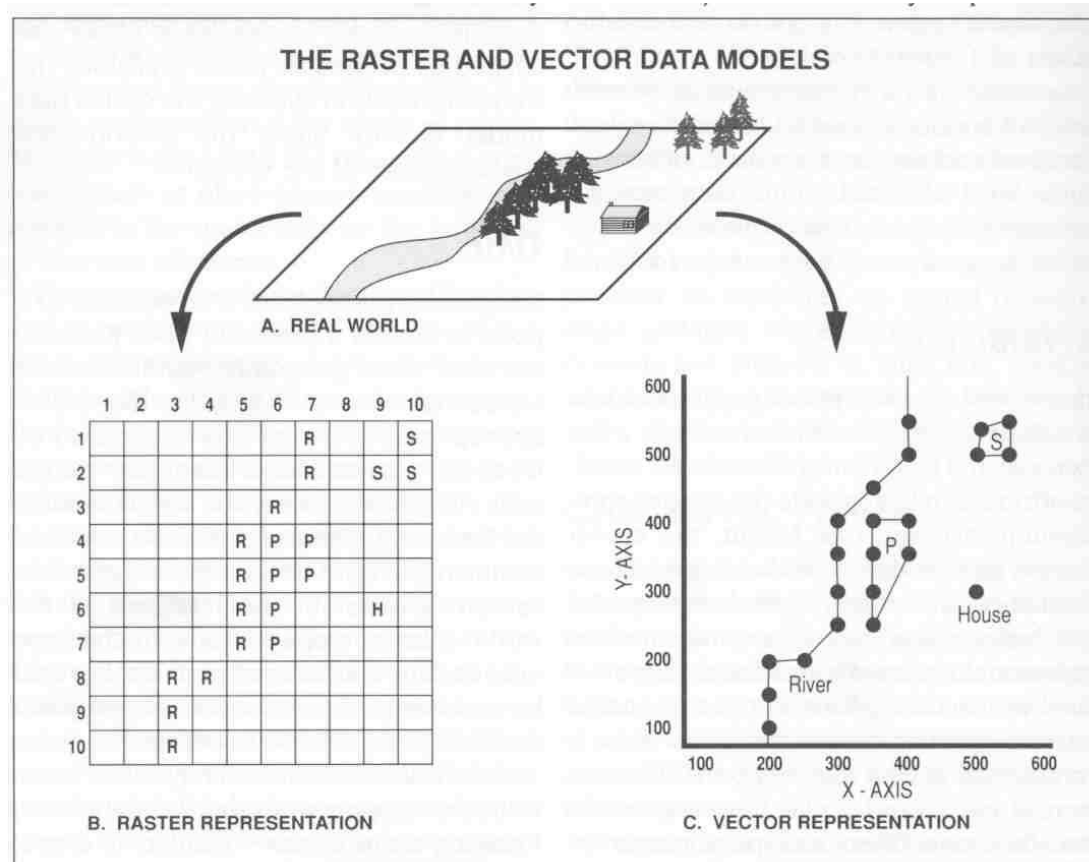 THE RASTER AND VECTOR DATA MODELS
A. REAL WORLD
1 2 3 4 5 6 7 8 9 10
1 R S
2 R S S
3 R
4 R P P
5 R P P
6 R P H
7 R P
8 R R
9 R
10 R
B. RASTER REPRESENTATION
600
500
400
300
200
100
Y- AXIS
S
P
House
River
100 200 300 400 500 600
X - AXIS
C. VECTOR REPRESENTATION